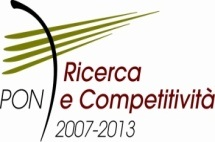 Ricerca
PON e Competitività
2007-2013